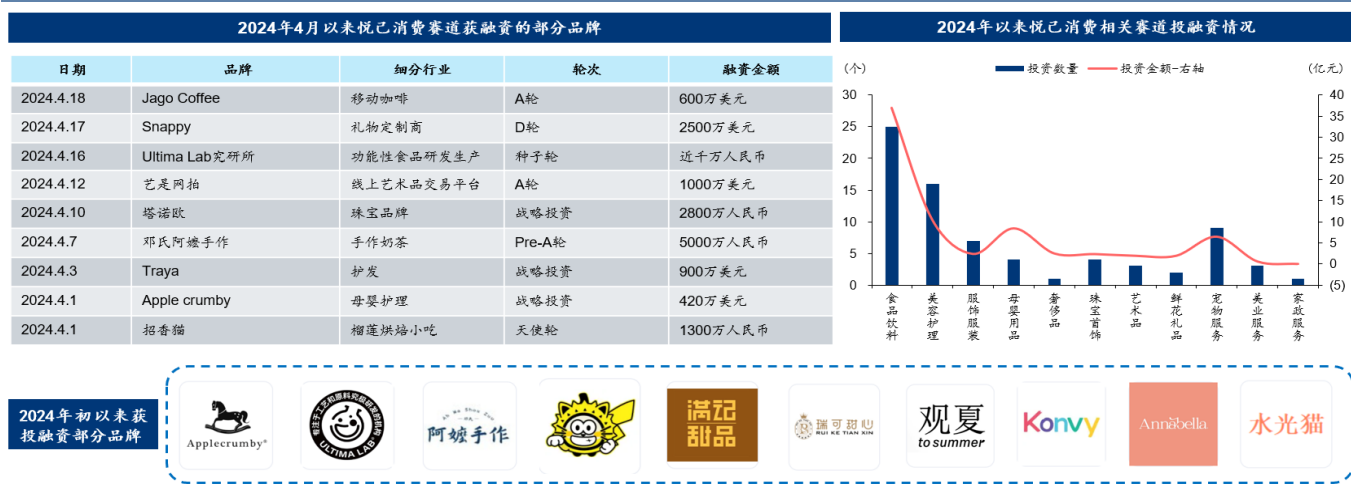 2024年4月以来悦己消费赛道获融资的部分品牌
日期 品牌 细分行业 轮次 融资金额
2024.4.18 Jago Coffee 移动咖啡 A轮 600万美元
2024.4.17 Snappy 礼物定制商 D轮 2500万美元
2024.4.16 Ultima Lab究研所 功能性食品研发生产 种子轮 近千万人民币
2024.4.12 艺是网拍 线上艺术品交易平台 A轮 1000万美元
2024.4.10 塔诺欧 珠宝品牌 战略投资 2800万人民币
2024.4.7 邓氏阿嬷手作 手作奶茶 Pre-A轮 5000万人民币
2024.4.3 Traya 护发 战略投资 900万美元
2024.4.1 Apple crumby 母婴护理 战略投资 420万美元
2024.4.1 招香猫 榴莲烘焙小吃 天使轮 1300万人民币
2024年以来悦己消费相关赛道投融资情况
(个) 投资数量 投资金额-右轴 (亿元)
30 40
25 35
20 30
15 25
10 20
5 15
0 10
5
0
(5)
食品饮料 美容护理 服饰服装 母婴用品 奢侈品 珠宝首饰 艺术品 鲜花礼品 宠物服务 美业服务 家政服务
2024年初以来获
投融资部分品牌
Applecrumby®
专注于工艺和原料究极研发的机构
ULTIMA LAB
阿嬷手作
满记
甜品
瑞可甜心
RUI KE TIAN XIN
观夏
to summer
Konvy
Annabella
水光猫